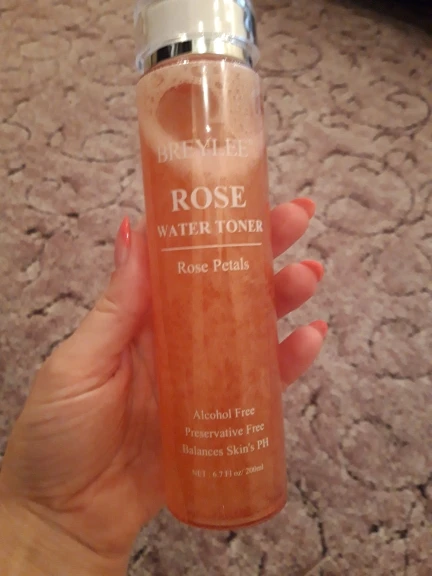 BREYLEE
ROSE
WATER TONER
Rose Petals
Alcohol Free
Preservative Free
Balances Skin's PH
NET : 6.7 Fl oz/ 200ml